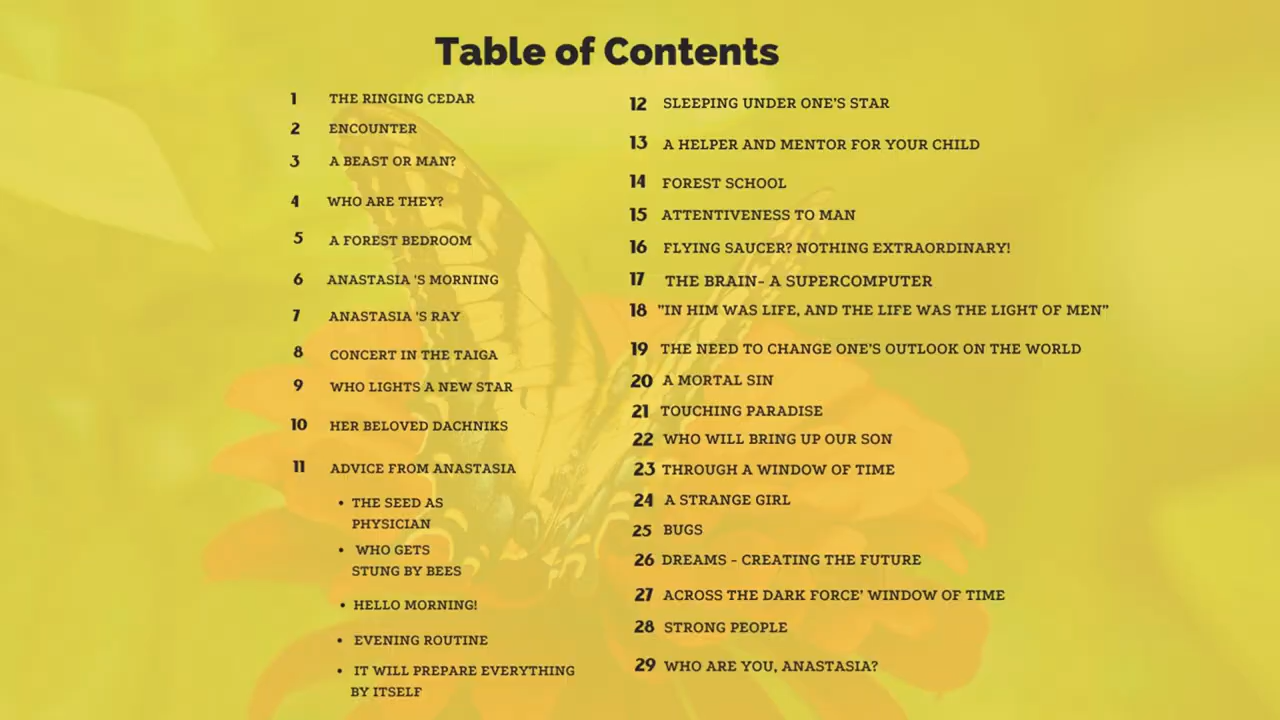 Table of Contents
1 THE RINGING CEDAR
2 ENCOUNTER
3 A BEAST OR MAN?
4 WHO ARE THEY?
5 A FOREST BEDROOM
6 ANASTASIA 'S MORNING
7 ANASTASIA 'S RAY
8 CONCERT IN THE TAIGA
9 WHO LIGHTS A NEW STAR
10 HER BELOVED DACHNIKS
11 ADVICE FROM ANASTASIA
• THE SEED AS
PHYSICIAN
• WHO GETS
STUNG BY BEES
• HELLO MORNING!
• EVENING ROUTINE
• IT WILL PREPARE EVERYTHING
BY ITSELF
12 SLEEPING UNDER ONE'S STAR
13 A HELPER AND MENTOR FOR YOUR CHILD
14 FOREST SCHOOL
15 ATTENTIVENESS TO MAN
16 FLYING SAUCER? NOTHING EXTRAORDINARY!
17 THE BRAIN- A SUPERCOMPUTER
18 "IN HIM WAS LIFE, AND THE LIFE WAS THE LIGHT OF MEN"
19 THE NEED TO CHANGE ONE'S OUTLOOK ON THE WORLD
20 A MORTAL SIN
21 TOUCHING PARADISE
22 WHO WILL BRING UP OUR SON
23 THROUGH A WINDOW OF TIME
24 A STRANGE GIRL
25 BUGS
26 DREAMS - CREATING THE FUTURE
27 ACROSS THE DARK FORCE' WINDOW OF TIME
28 STRONG PEOPLE
29 WHO ARE YOU, ANASTASIA?